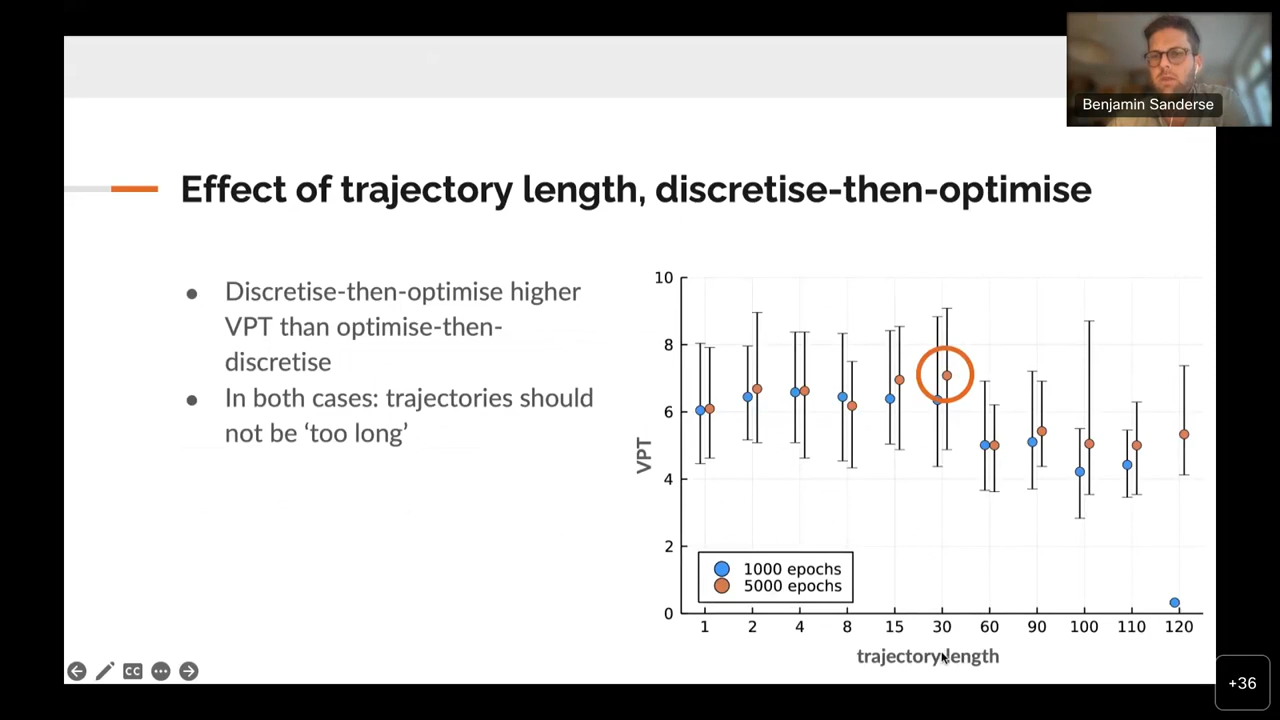 Benjamin Sanderse
Effect of trajectory length, discretise-then-optimise
● Discretise-then-optimise higher
VPT than optimise-then-
discretise
● In both cases: trajectories should
not be ‘too long’
VPT
10
8
6
4
2
0
1000 epochs
5000 epochs
1 2 4 8 15 30 60 90 100 110 120
trajectory length
CC
+36